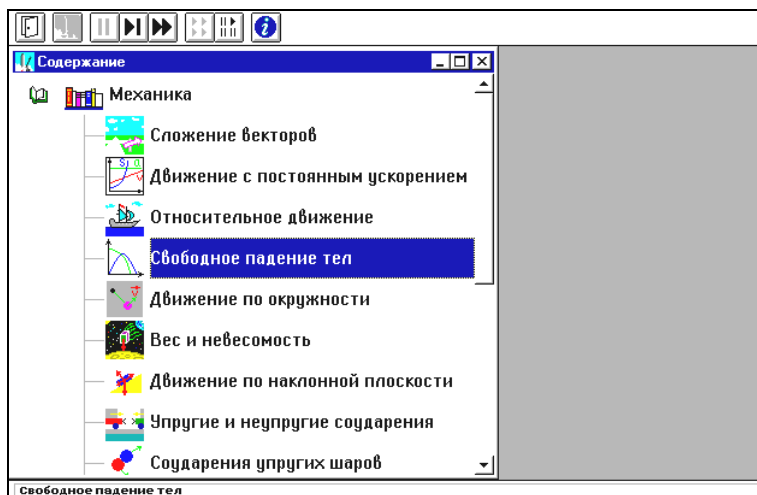 Содержание
Механика
Сложение векторов
Движение с постоянным ускорением
Относительное движение
Свободное падение тел
Движение по окружности
Вес и невесомость
Движение по наклонной плоскости
Упругие и неупругие соударения
Соударения упругих шаров
Свободное падение тел